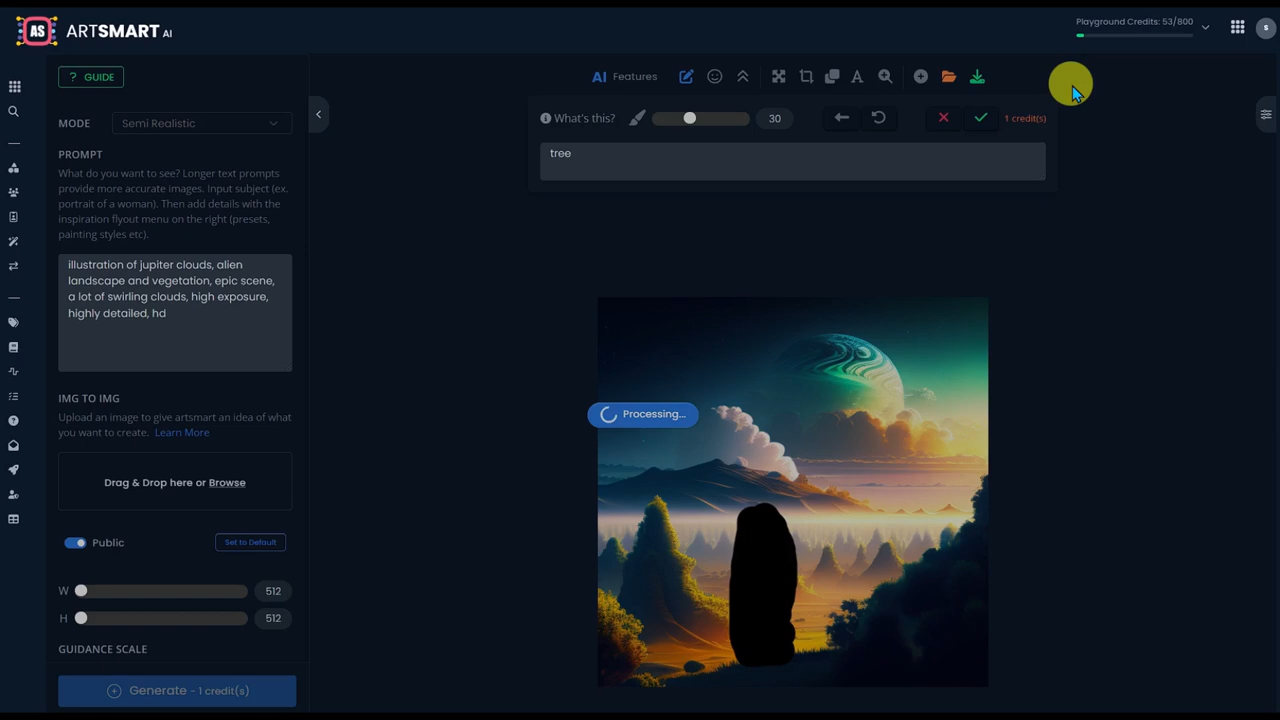 AS ARTSMART AI
Playground Credits: 53/800
S
? GUIDE
AI Features
MODE
Semi Realistic
What's this?
30
1 credit(s)
tree
PROMPT
What do you want to see? Longer text prompts
provide more accurate images. Input subject (ex.
portrait of a woman). Then add details with the
inspiration flyout menu on the right (presets,
painting styles etc).
illustration of jupiter clouds, alien
landscape and vegetation, epic scene,
a lot of swirling clouds, high exposure,
highly detailed, hd
Processing...
IMG TO IMG
Upload an image to give artsmart an idea of what
you want to create. Learn More
Drag & Drop here or Browse
Public
Set to Default
W
512
H
512
GUIDANCE SCALE
Generate - 1 credit(s)